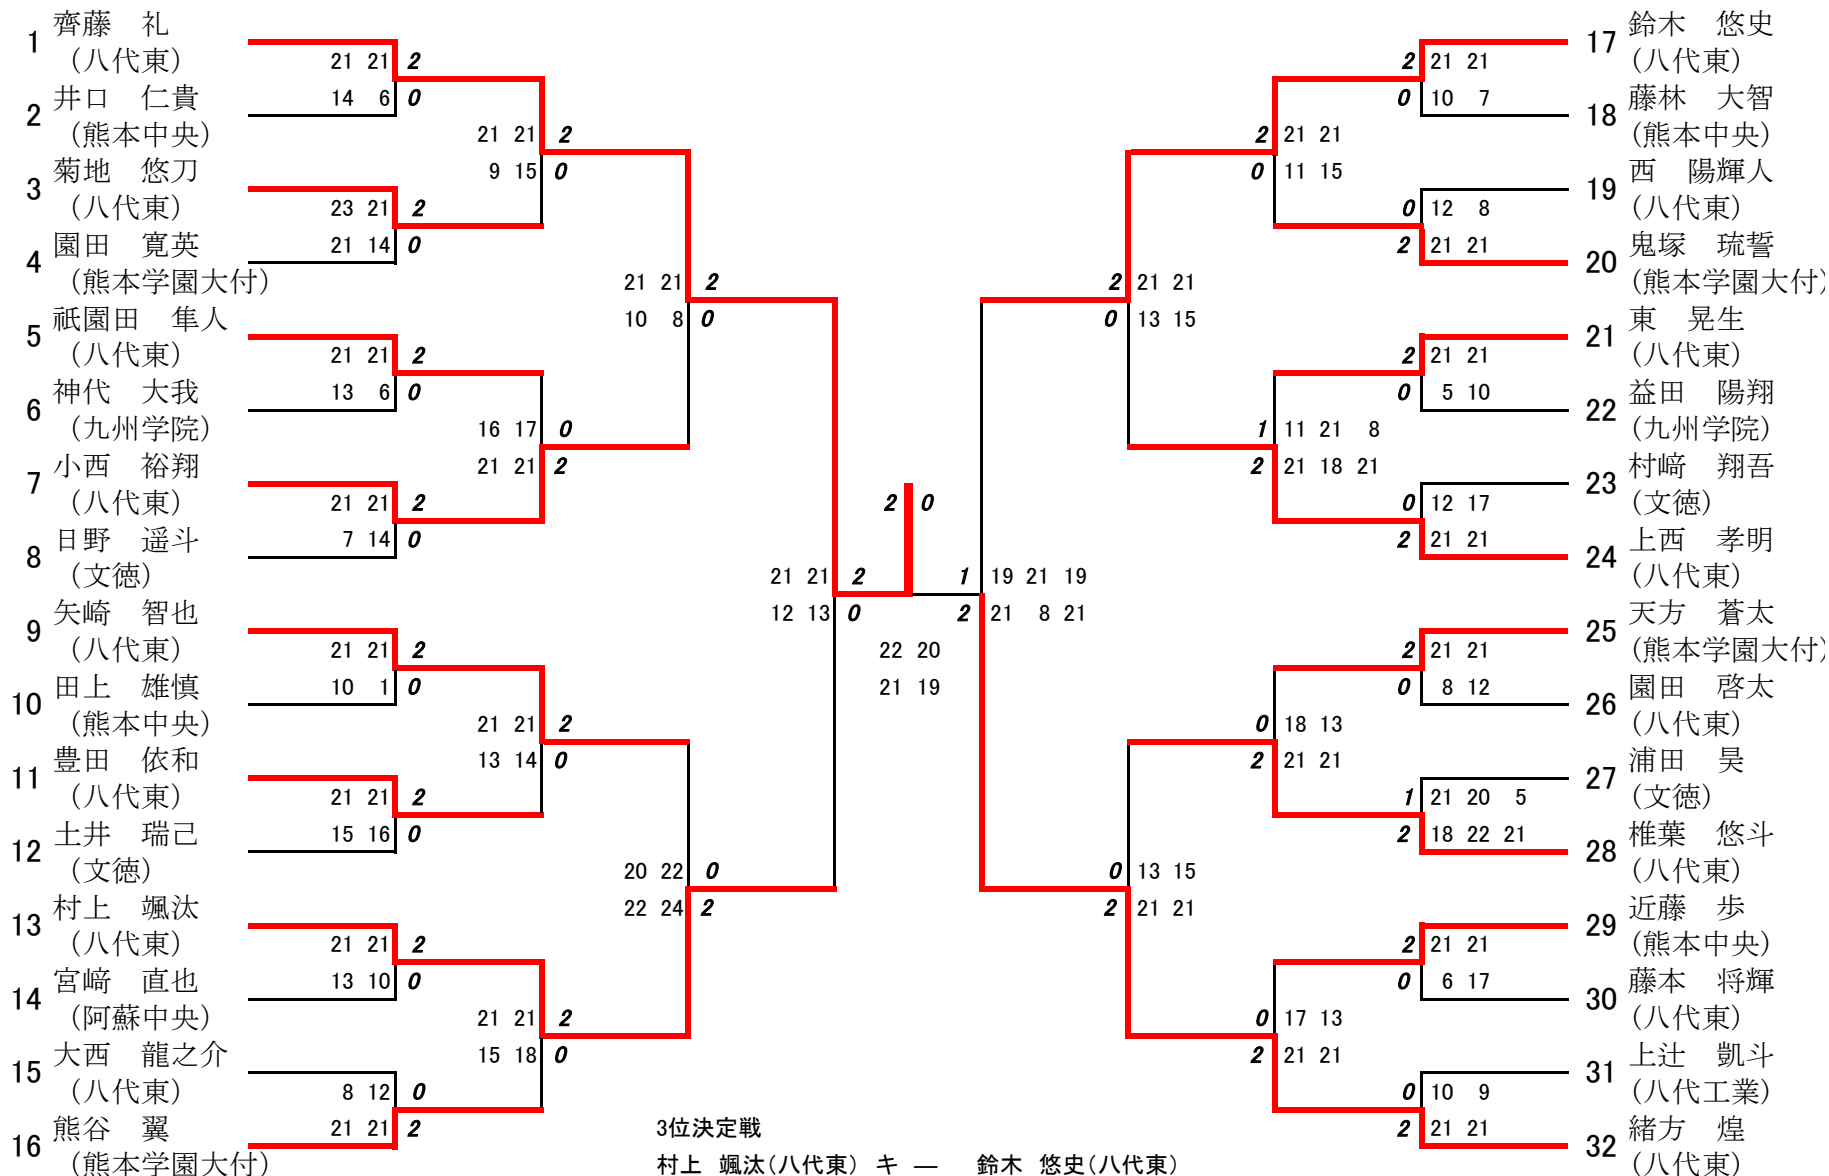 1 齊藤　礼
(八代東)
21 21 2
14 6 0
2 井口　仁貴
(熊本中央)
21 21 2
9 15 0
3 菊地　悠刀
(八代東)
23 21 2
21 14 0
4 園田　寛英
(熊本学園大付)
21 21 2
10 8 0
5 祇園田　隼人
(八代東)
21 21 2
13 6 0
6 神代　大我
(九州学院)
16 17 0
21 21 2
7 小西　裕翔
(八代東)
21 21 2
7 14 0
8 日野　遥斗
(文徳)
21 21 2
12 13 0
9 矢崎　智也
(八代東)
21 21 2
10 1 0
10 田上　雄慎
(熊本中央)
21 21 2
13 14 0
11 豊田　依和
(八代東)
21 21 2
15 16 0
12 土井　瑞己
(文徳)
20 22 0
22 24 2
13 村上　颯汰
(八代東)
21 21 2
13 10 0
14 宮﨑　直也
(阿蘇中央)
21 21 2
15 18 0
15 大西　龍之介
(八代東)
8 12 0
21 21 2
16 熊谷　翼
(熊本学園大付)
2 0
22 20
21 19
17 鈴木　悠史
(八代東)
2 21 21
0 10 7
18 藤林　大智
(熊本中央)
2 21 21
0 11 15
19 西　陽輝人
(八代東)
0 12 8
2 21 21
20 鬼塚　琉誓
(熊本学園大付)
2 21 21
0 13 15
21 東　晃生
(八代東)
2 21 21
0 5 10
22 益田　陽翔
(九州学院)
1 11 21 8
2 21 18 21
23 村﨑　翔吾
(文徳)
0 12 17
2 21 21
24 上西　孝明
(八代東)
1 19 21 19
2 21 8 21
25 天方　蒼太
(熊本学園大付)
2 21 21
0 8 12
26 園田　啓太
(八代東)
0 18 13
2 21 21
27 浦田　昊
(文徳)
1 21 20 5
2 18 22 21
28 椎葉　悠斗
(八代東)
0 13 15
2 21 21
29 近藤　歩
(熊本中央)
2 21 21
0 6 17
30 藤本　将輝
(八代東)
0 17 13
2 21 21
31 上辻　凱斗
(八代工業)
0 10 9
2 21 21
32 緒方　煌
(八代東)
3位決定戦
村上　颯汰(八代東) キ ― 鈴木　悠史(八代東)